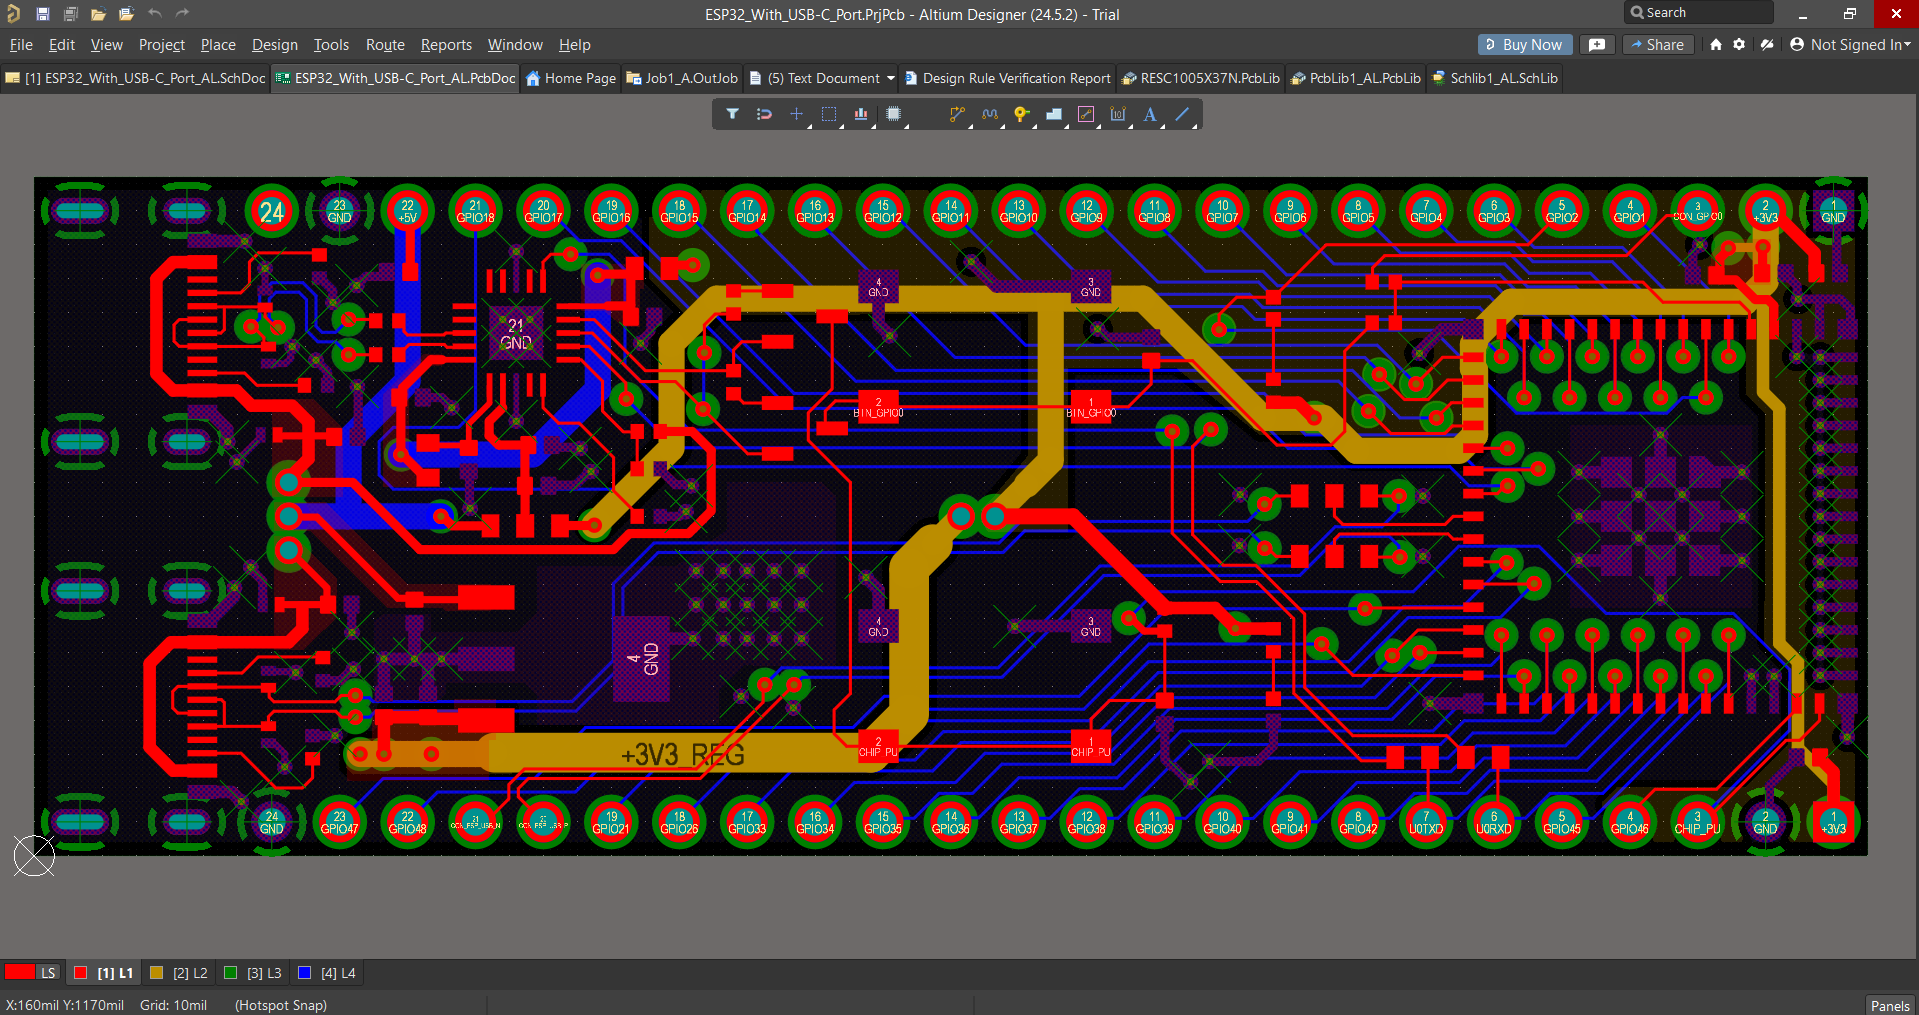 ESP32_With_USB-C_Port.PrjPcb - Altium Designer (24.5.2) - Trial
Search
File Edit View Project Place Design Tools Route Reports Window Help
Buy Now Share Not Signed In
[1] ESP32_With_USB-C_Port_AL.SchDoc ESP32_With_USB-C_Port_AL.PcbDoc Home Page Job1_A.OutJob (5) Text Document Design Rule Verification Report RESC1005X37N.PcbLib PcbLib1_AL.PcbLib Schlib1_AL.SchLib
24 23 22 21 20 19 18 17 16 15 14 13 12 11 10 9 8 7 6 5 4 3 2 1
GND +5V GPIO18 GPIO17 GPIO16 GPIO15 GPIO14 GPIO13 GPIO12 GPIO11 GPIO10 GPIO9 GPIO8 GPIO7 GPIO6 GPIO5 GPIO4 GPIO3 GPIO2 GPIO1 +3V3 GND
4 3
GND GND
21
GND
2 1
BTN_GPIO0 BTN_GPIO0
4 3
GND GND
4
GND
2 1
CHIP_PU CHIP_PU
+3V3_REG
24 23 22 21 20 19 18 17 16 15 14 13 12 11 10 9 8 7 6 5 4 3 2 1
GND GPIO47 GPIO48 GPIO21 GPIO26 GPIO33 GPIO34 GPIO35 GPIO36 GPIO37 GPIO38 GPIO39 GPIO40 GPIO41 GPIO42 U0TXD U0RXD GPIO45 GPIO46 CHIP_PU GND +3V3
LS [1] L1 [2] L2 [3] L3 [4] L4
X:160mil Y:1170mil Grid: 10mil (Hotspot Snap)
Panels